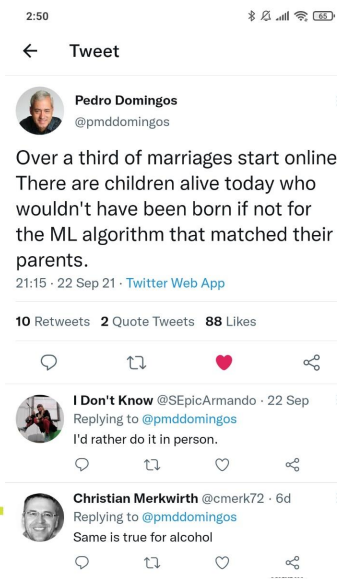 2:50
65
Tweet
Pedro Domingos
@pmddomingos
Over a third of marriages start online
There are children alive today who
wouldn't have been born if not for
the ML algorithm that matched their
parents.
21:15 · 22 Sep 21 · Twitter Web App
10 Retweets 2 Quote Tweets 88 Likes
I Don't Know @SEpicArmando · 22 Sep
Replying to @pmddomingos
I'd rather do it in person.
Christian Merkwirth @cmerk72 · 6d
Replying to @pmddomingos
Same is true for alcohol